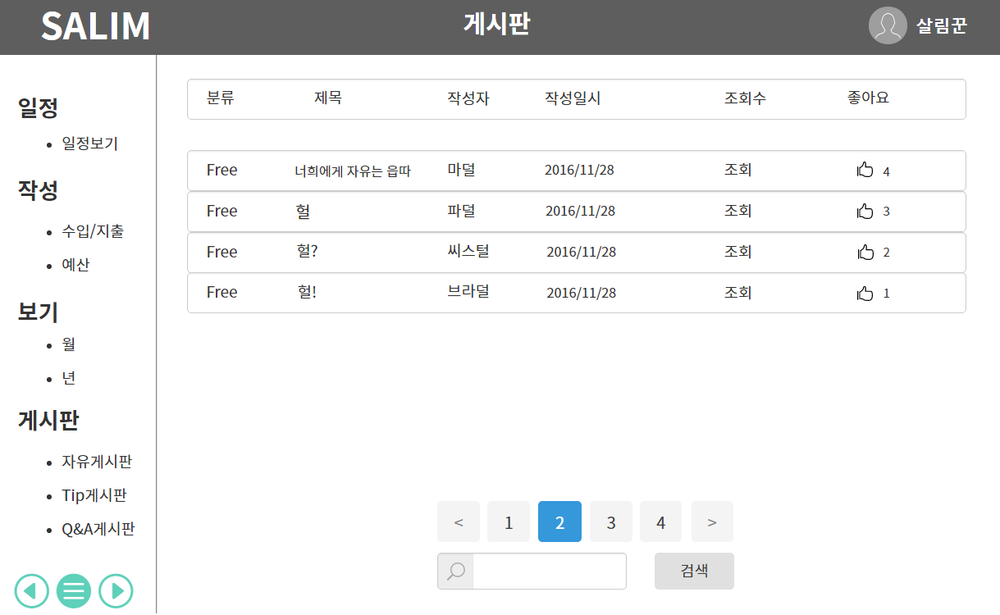 SALIM 게시판 살림꾼
일정
일정보기
작성
수입/지출
예산
보기
월
년
게시판
자유게시판
Tip게시판
Q&A게시판
분류 제목 작성자 작성일시 조회수 좋아요
Free 너희에게 자유는 읍따 마덜 2016/11/28 조회 4
Free 헐 파덜 2016/11/28 조회 3
Free 헐? 씨스털 2016/11/28 조회 2
Free 헐! 브라덜 2016/11/28 조회 1
< 1 2 3 4 >
검색